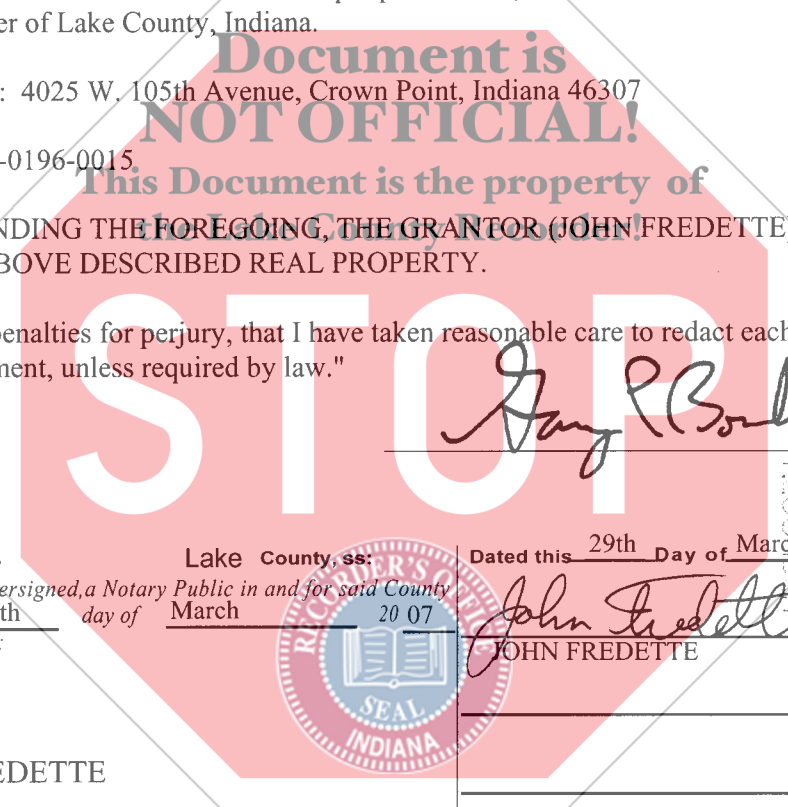 er of Lake County, Indiana.
Document is
: 4025 W. 105th Avenue, Crown Point, Indiana 46307
NOT OFFICIAL!
-0196-0015
This Document is the property of
NDING THE FOREGOING, THE GRANTOR (JOHN FREDETTE)
the Lake County Recorder!
BOVE DESCRIBED REAL PROPERTY.
penalties for perjury, that I have taken reasonable care to redact each
ment, unless required by law."
STOP
Lake County, ss:
Dated this 29th Day of Marc
ersigned, a Notary Public in and for said County
th day of March 20 07
John Fredette
JOHN FREDETTE
RECORDER'S OFFICE
SEAL
INDIANA
EDETTE